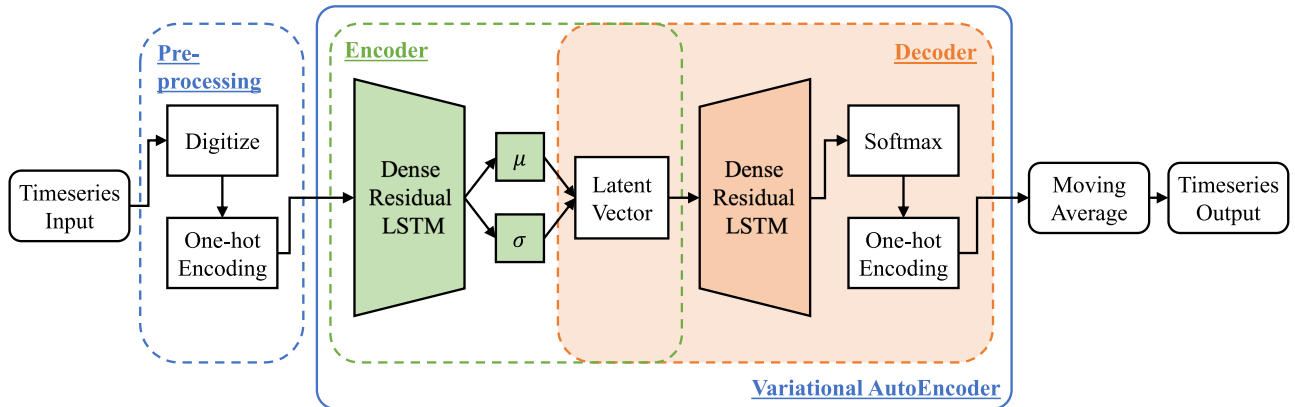 Pre-
processing
Encoder
Decoder
Digitize
Softmax
μ
Timeseries
Input
Dense
Residual
LSTM
Latent
Vector
Dense
Residual
LSTM
Moving
Average
Timeseries
Output
One-hot
Encoding
σ
One-hot
Encoding
Variational AutoEncoder